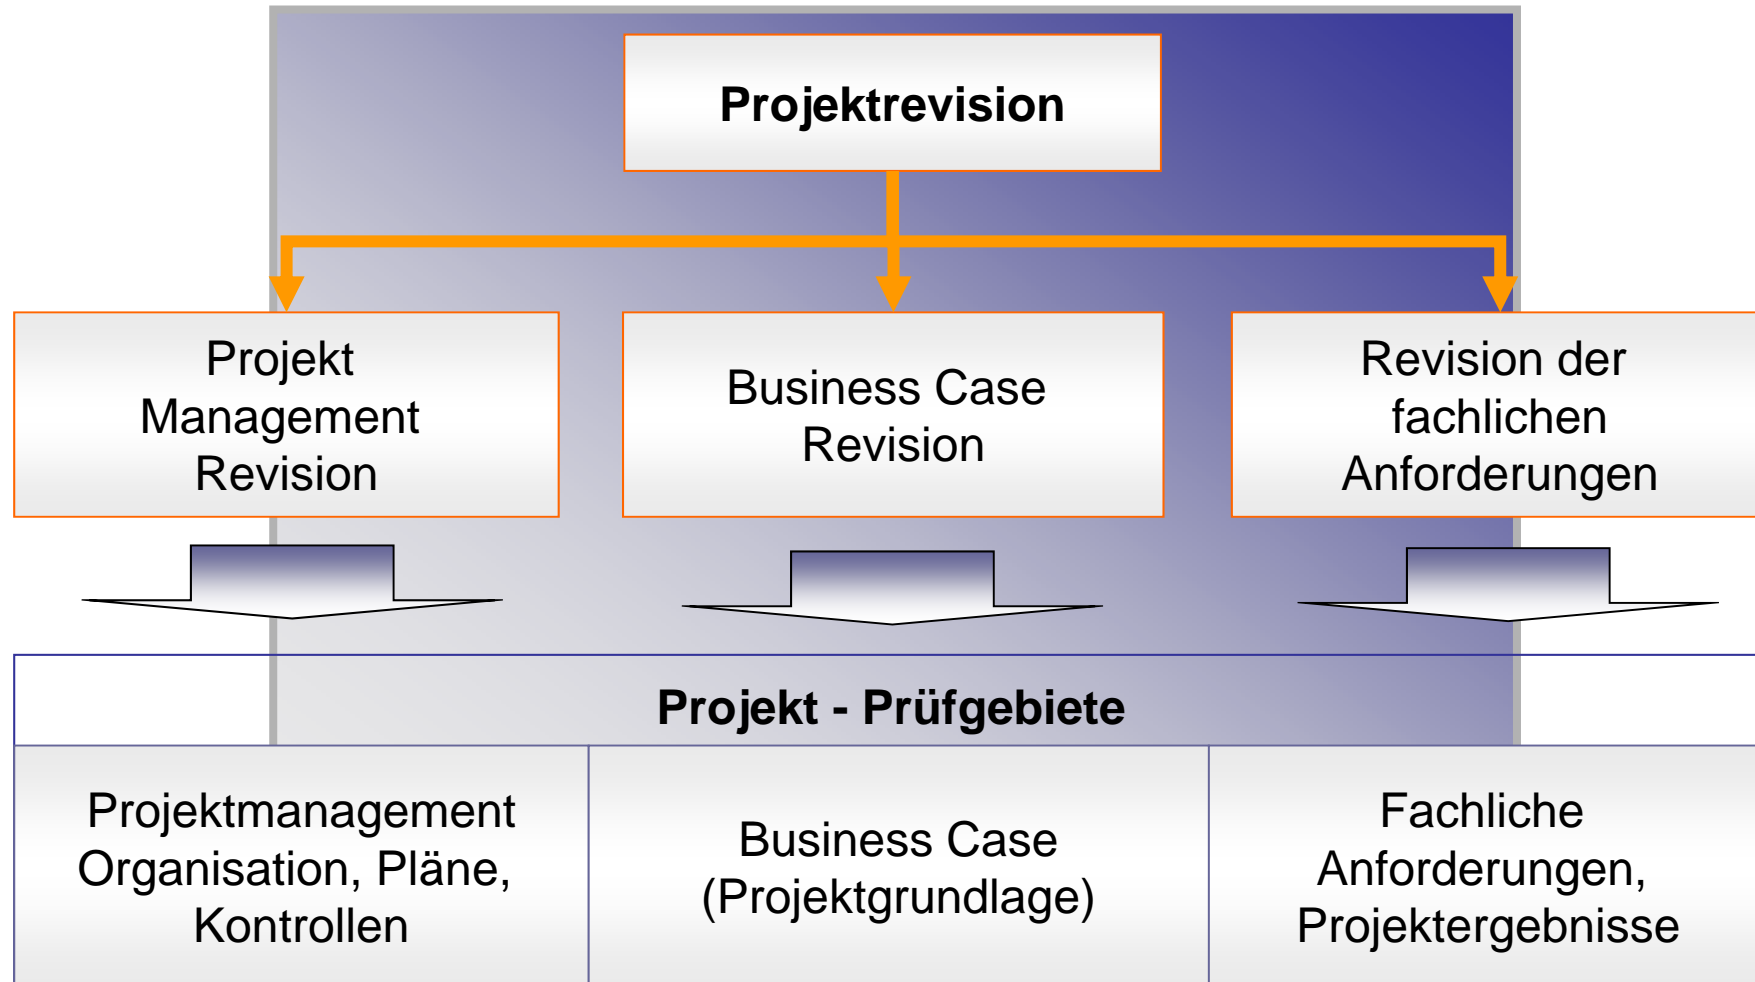 Projektrevision
Projekt
Management
Revision
Business Case
Revision
Revision der
fachlichen
Anforderungen
Projekt - Prüfgebiete
Projektmanagement
Organisation, Pläne,
Kontrollen
Business Case
(Projektgrundlage)
Fachliche
Anforderungen,
Projektergebnisse